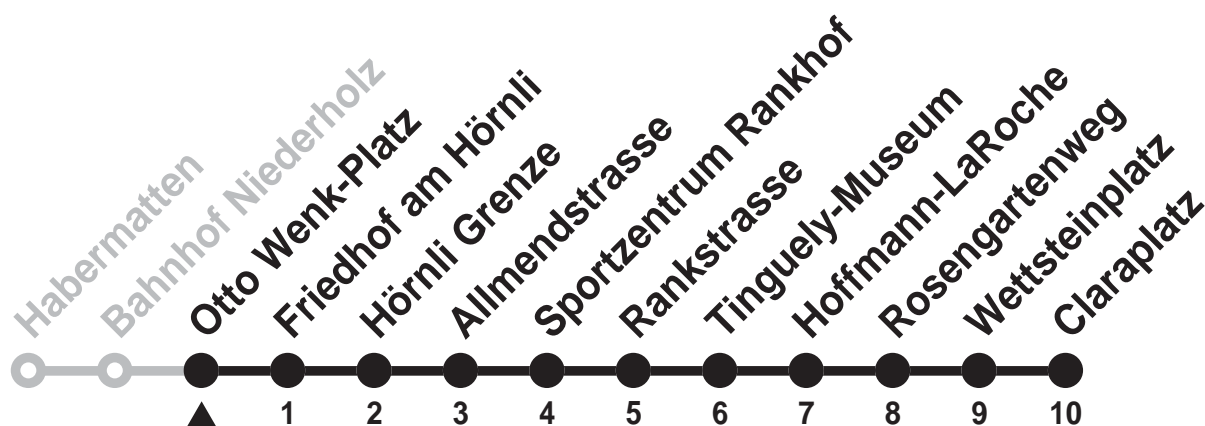 Habermatten
Bahnhof Niederholz
Otto Wenk-Platz
Friedhof am Hörnli
Hörnli Grenze
Allmendstrasse
Sportzentrum Rankhof
Rankstrasse
Tinguely-Museum
Hoffmann-LaRoche
Rosengartenweg
Wettsteinplatz
Claraplatz
1 2 3 4 5 6 7 8 9 10